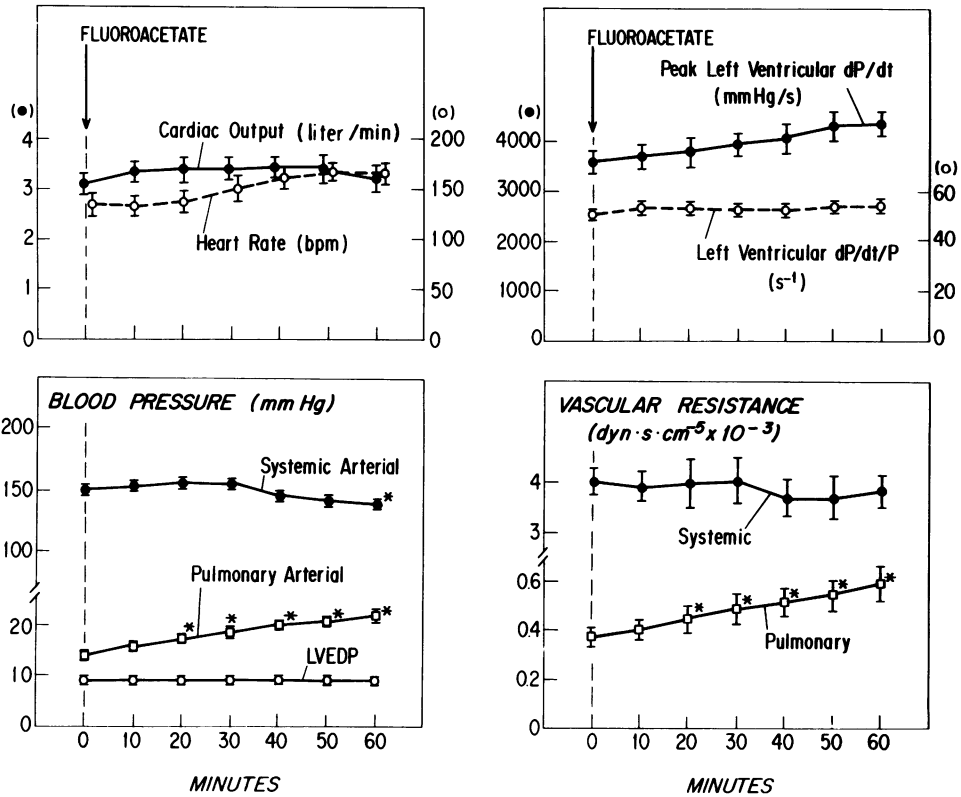 FLUOROACETATE
(●)
(o)
4
3
2
1
0
200
150
100
50
0
Cardiac Output (liter/min)
Heart Rate (bpm)
FLUOROACETATE
Peak Left Ventricular dP/dt
(mmHg/s)
(●)
(o)
4000
3000
2000
1000
0
60
40
20
0
Left Ventricular dP/dt/P
(s⁻¹)
BLOOD PRESSURE (mm Hg)
200
150
100
20
10
0
Systemic Arterial
*
Pulmonary Arterial
* * * * *
LVEDP
0 10 20 30 40 50 60
MINUTES
VASCULAR RESISTANCE
(dyn·s·cm⁻⁵x10⁻³)
4
3
0.6
0.4
0.2
0
Systemic
* * * * *
Pulmonary
0 10 20 30 40 50 60
MINUTES